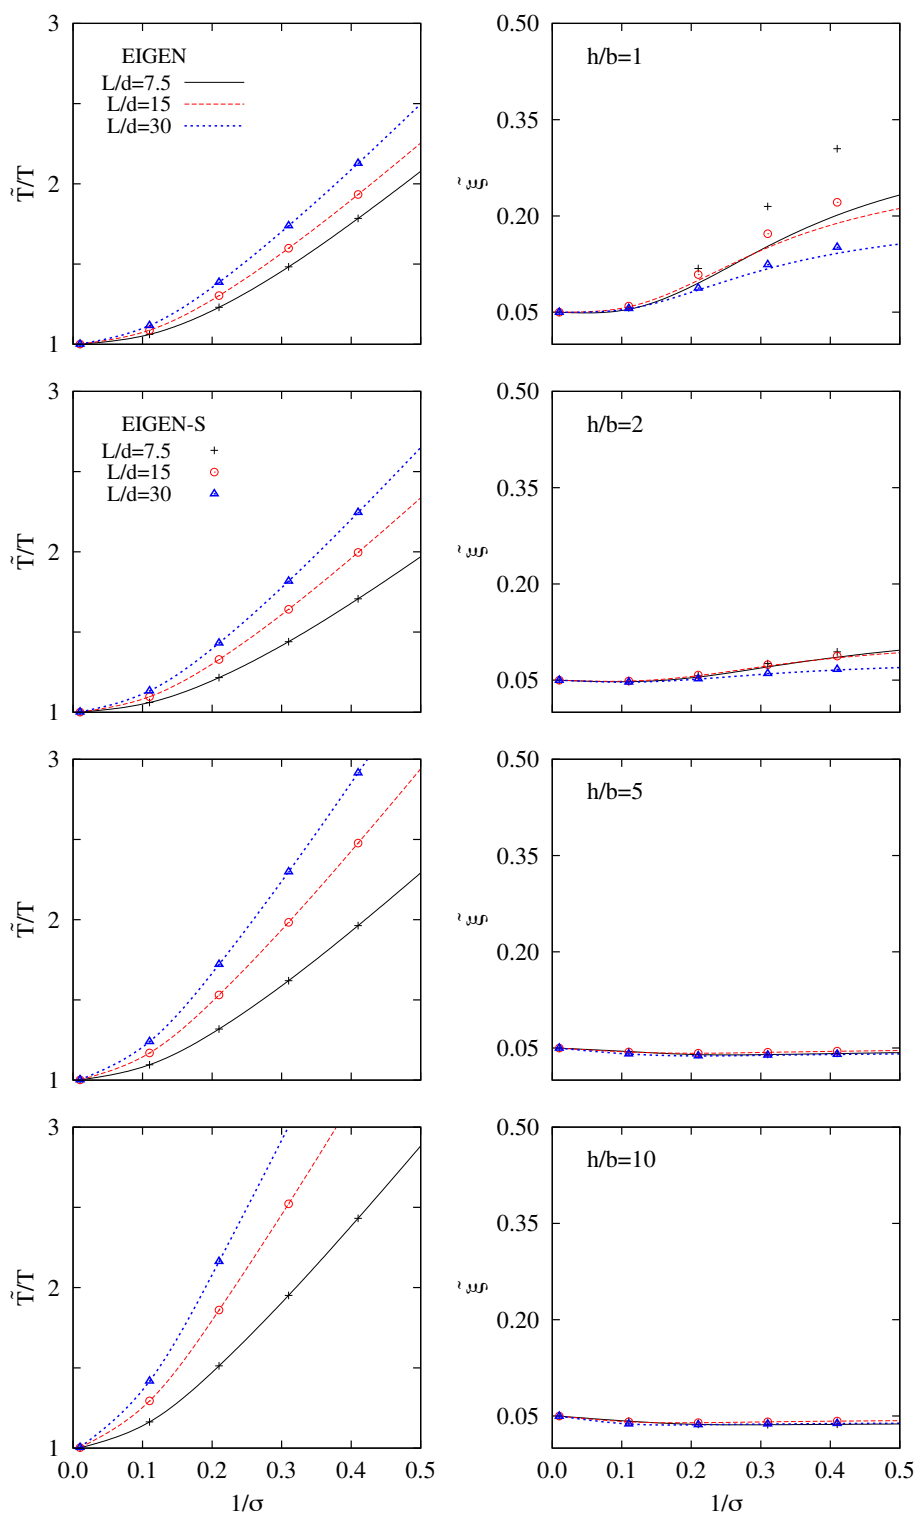 3
2
1
T̃/T
EIGEN
L/d=7.5
L/d=15
L/d=30
0.50
0.35
0.20
0.05
ξ̃
h/b=1
3
2
1
T̃/T
EIGEN-S
L/d=7.5
L/d=15
L/d=30
0.50
0.35
0.20
0.05
ξ̃
h/b=2
3
2
1
T̃/T
0.50
0.35
0.20
0.05
ξ̃
h/b=5
3
2
1
T̃/T
0.0 0.1 0.2 0.3 0.4 0.5
1/σ
0.50
0.35
0.20
0.05
ξ̃
h/b=10
0.0 0.1 0.2 0.3 0.4 0.5
1/σ